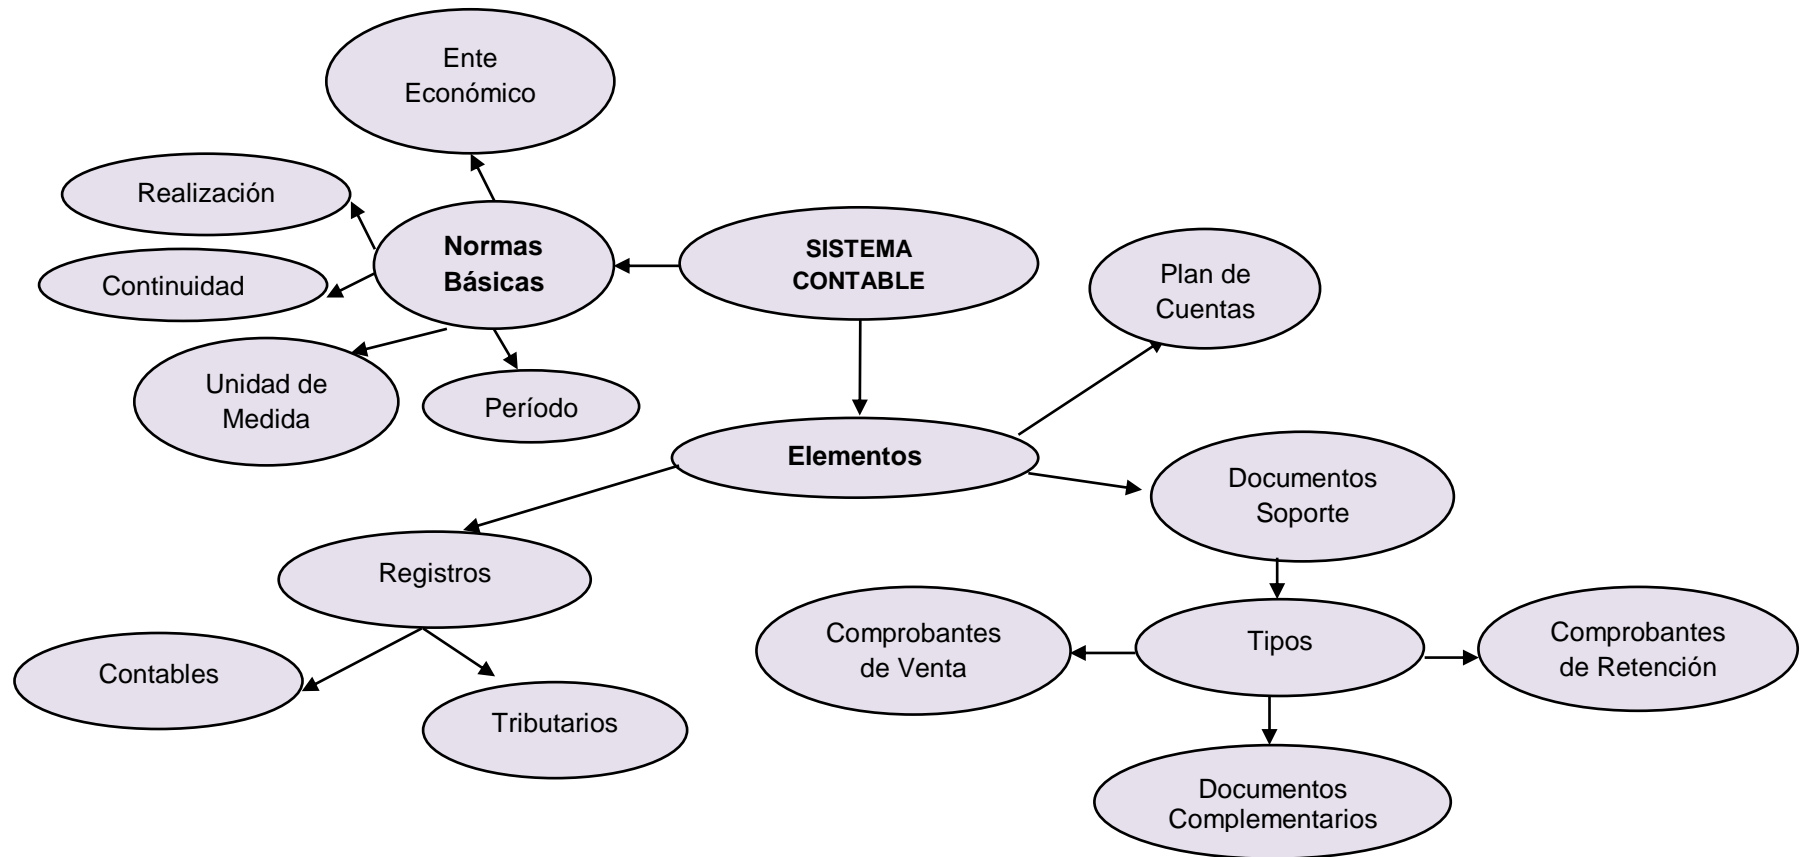 Ente
Económico
Realización
Normas
Básicas
SISTEMA
CONTABLE
Continuidad
Plan de
Cuentas
Unidad de
Medida
Período
Elementos
Documentos
Soporte
Registros
Comprobantes
de Venta
Tipos
Comprobantes
de Retención
Contables
Tributarios
Documentos
Complementarios